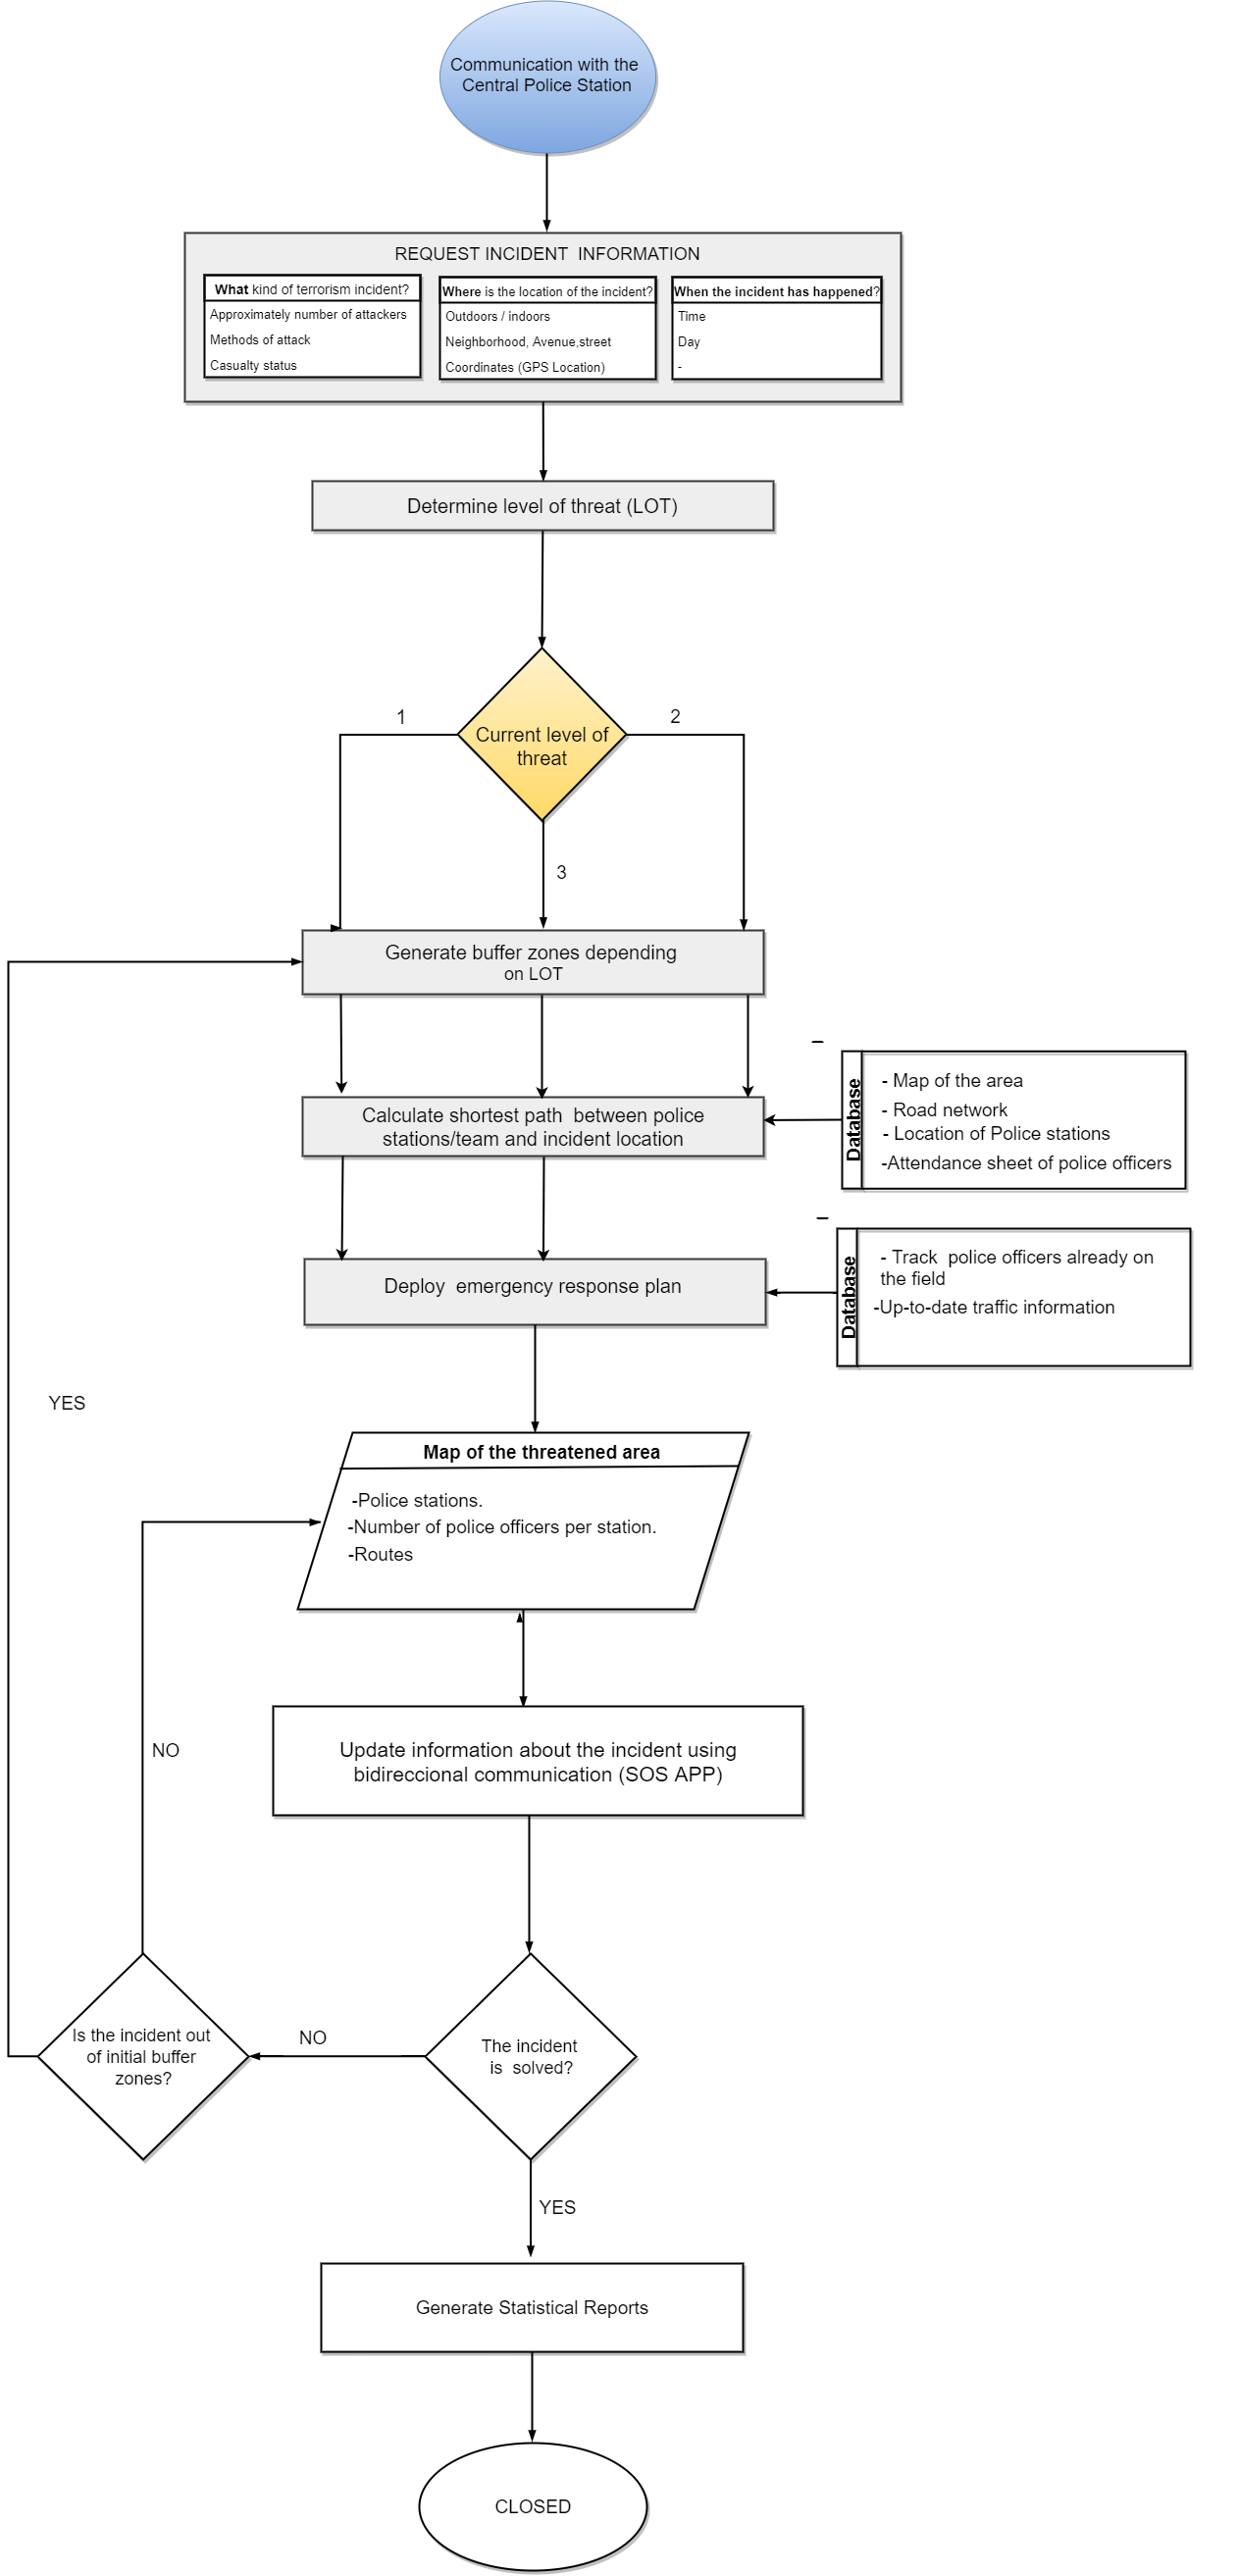 Communication with the
Central Police Station
REQUEST INCIDENT  INFORMATION
What kind of terrorism incident?
Approximately number of attackers
Methods of attack
Casualty status
Where is the location of the incident?
Outdoors / indoors
Neighborhood, Avenue,street
Coordinates (GPS Location)
When the incident has happened?
Time
Day
-
Determine level of threat (LOT)
Current level of
threat
1
2
3
Generate buffer zones depending
on LOT
Calculate shortest path  between police
stations/team and incident location
Database
- Map of the area
- Road network
- Location of Police stations
-Attendance sheet of police officers
Deploy  emergency response plan
Database
- Track  police officers already on
the field
-Up-to-date traffic information
YES
Map of the threatened area
-Police stations.
-Number of police officers per station.
-Routes
NO
Update information about the incident using
bidireccional communication (SOS APP)
Is the incident out
of initial buffer
zones?
NO
The incident
is  solved?
YES
Generate Statistical Reports
CLOSED